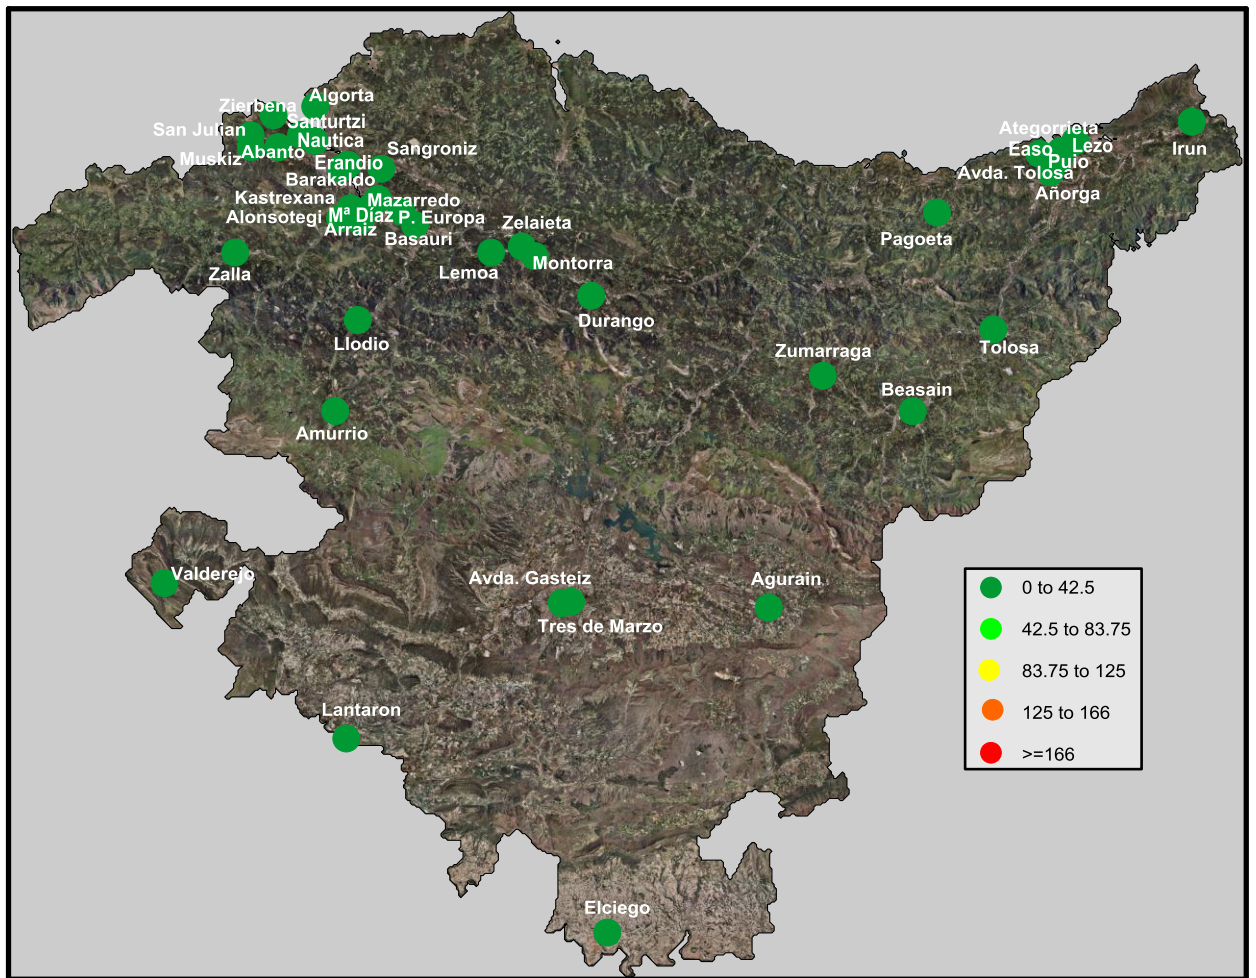 Zierbena
Algorta
Santurtzi
San Julian
Nautica
Muskiz
Abanto
Sangroniz
Erandio
Barakaldo
Kastrexana
Mazarredo
Alonsotegi
Mª Díaz
P. Europa
Arraiz
Basauri
Zelaieta
Zalla
Lemoa
Montorra
Durango
Llodio
Amurrio
Ategorrieta
Easo
Lezo
Puio
Avda. Tolosa
Añorga
Irun
Pagoeta
Tolosa
Zumarraga
Beasain
Valderejo
Avda. Gasteiz
Tres de Marzo
Agurain
Lantaron
Elciego
0 to 42.5
42.5 to 83.75
83.75 to 125
125 to 166
>=166